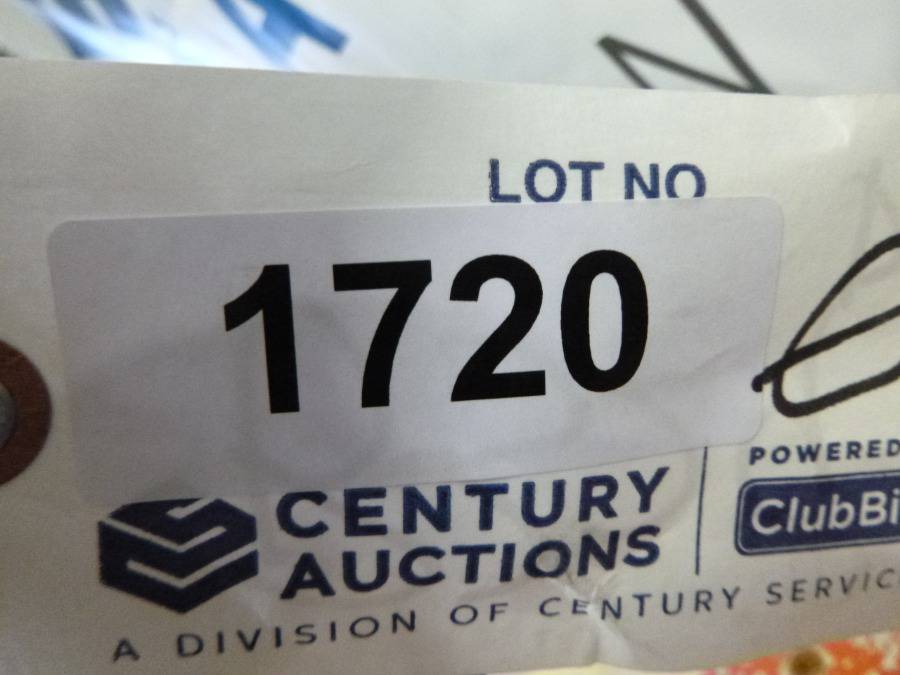 LOT NO
1720
CENTURY
AUCTIONS
POWERED
ClubBi
A DIVISION OF CENTURY SERVIC